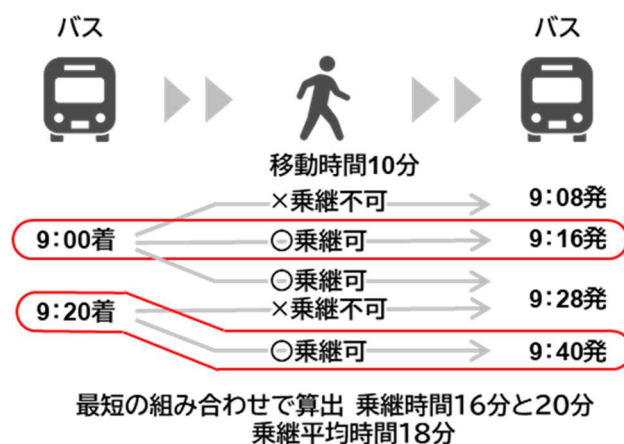 バス
バス
移動時間10分
×乗継不可
9:08発
9:00着
○乗継可
9:16発
○乗継可
9:28発
9:20着
×乗継不可
○乗継可
9:40発
最短の組み合わせで算出 乗継時間16分と20分
乗継平均時間18分